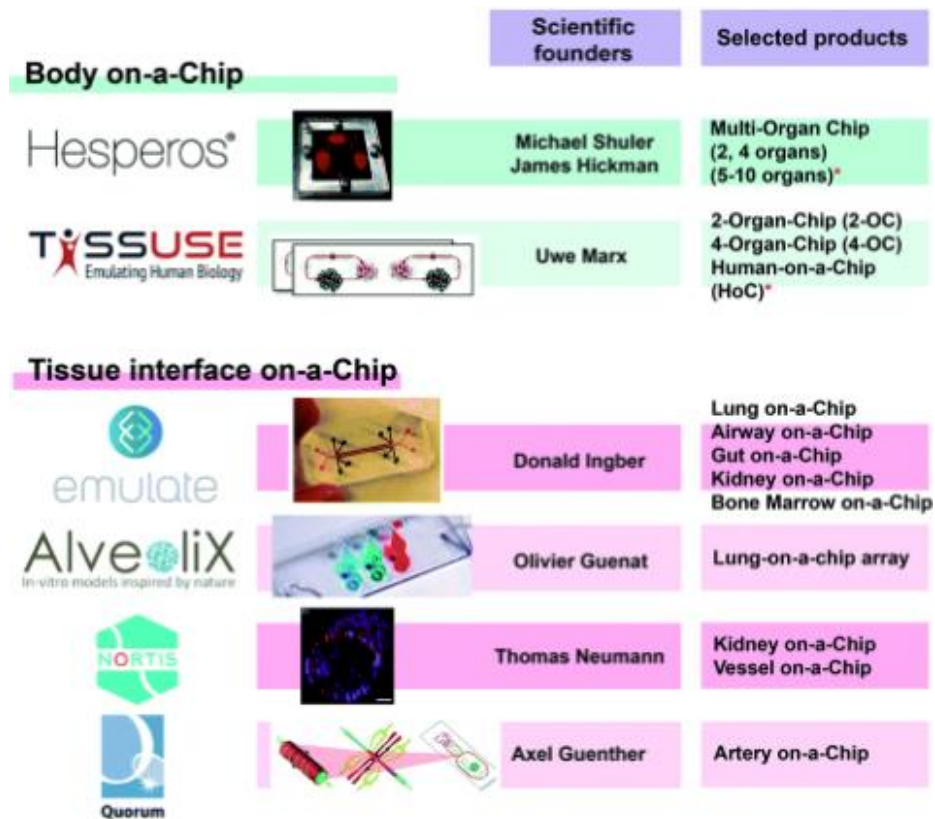 Scientific
founders
Selected products
Body on-a-Chip
Hesperos®
Michael Shuler
James Hickman
Multi-Organ Chip
(2, 4 organs)
(5-10 organs)*
TISSUSE
Emulating Human Biology
Uwe Marx
2-Organ-Chip (2-OC)
4-Organ-Chip (4-OC)
Human-on-a-Chip
(HoC)*
Tissue interface on-a-Chip
emulate
Donald Ingber
Lung on-a-Chip
Airway on-a-Chip
Gut on-a-Chip
Kidney on-a-Chip
Bone Marrow on-a-Chip
AlveoliX
In-vitro models inspired by nature
Olivier Guenat
Lung-on-a-chip array
NORTIS
Thomas Neumann
Kidney on-a-Chip
Vessel on-a-Chip
Quorum
Axel Guenther
Artery on-a-Chip